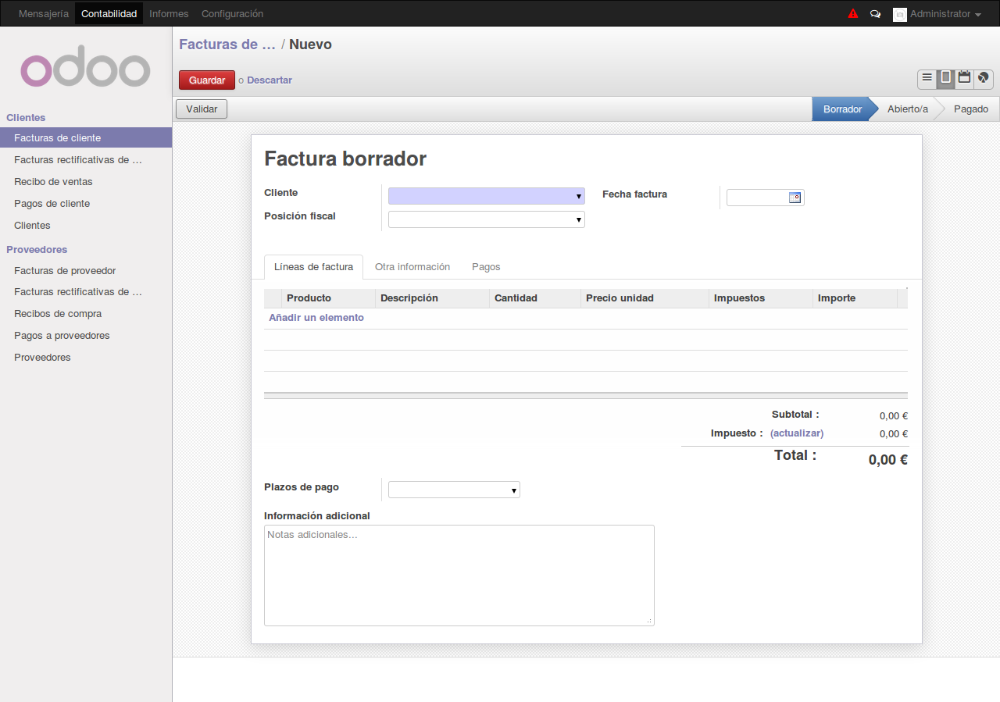 Mensajería Contabilidad Informes Configuración Administrator
odoo
Facturas de … / Nuevo
Guardar o Descartar
Validar Borrador Abierto/a Pagado
Clientes
Facturas de cliente
Facturas rectificativas de …
Recibo de ventas
Pagos de cliente
Clientes
Proveedores
Facturas de proveedor
Facturas rectificativas de …
Recibos de compra
Pagos a proveedores
Proveedores
Factura borrador
Cliente
Fecha factura
Posición fiscal
Líneas de factura Otra información Pagos
Producto Descripción Cantidad Precio unidad Impuestos Importe
Añadir un elemento
Subtotal : 0,00 €
Impuesto : (actualizar) 0,00 €
Total : 0,00 €
Plazos de pago
Información adicional
Notas adicionales...